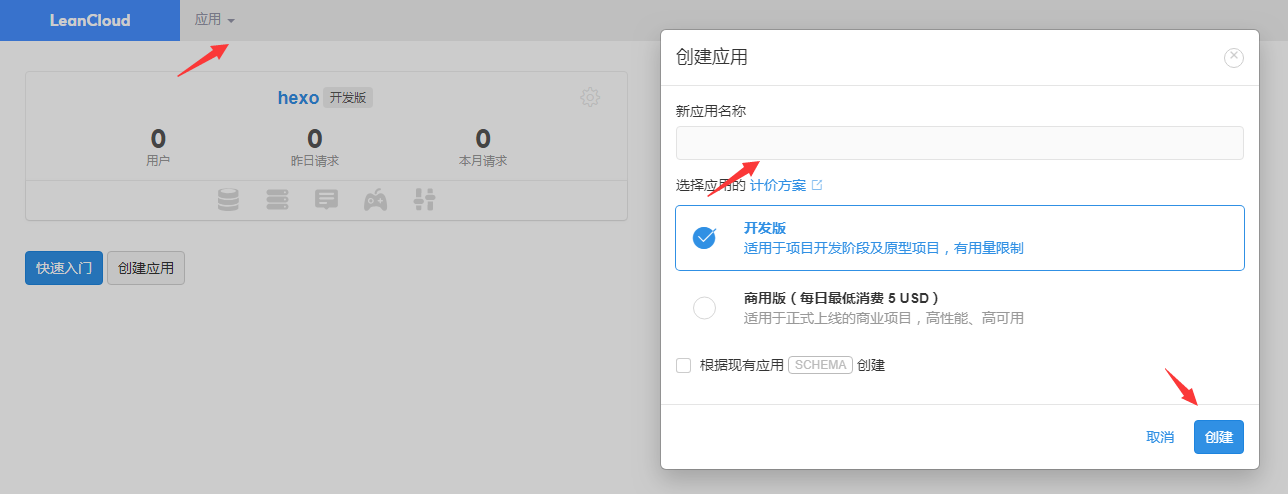 LeanCloud
应用
hexo 开发版
0 0 0
用户 昨日请求 本月请求
快速入门 创建应用
创建应用
新应用名称
选择应用的 计价方案
开发版
适用于项目开发阶段及原型项目，有用量限制
商用版（每日最低消费 5 USD）
适用于正式上线的商业项目，高性能、高可用
根据现有应用 SCHEMA 创建
取消 创建